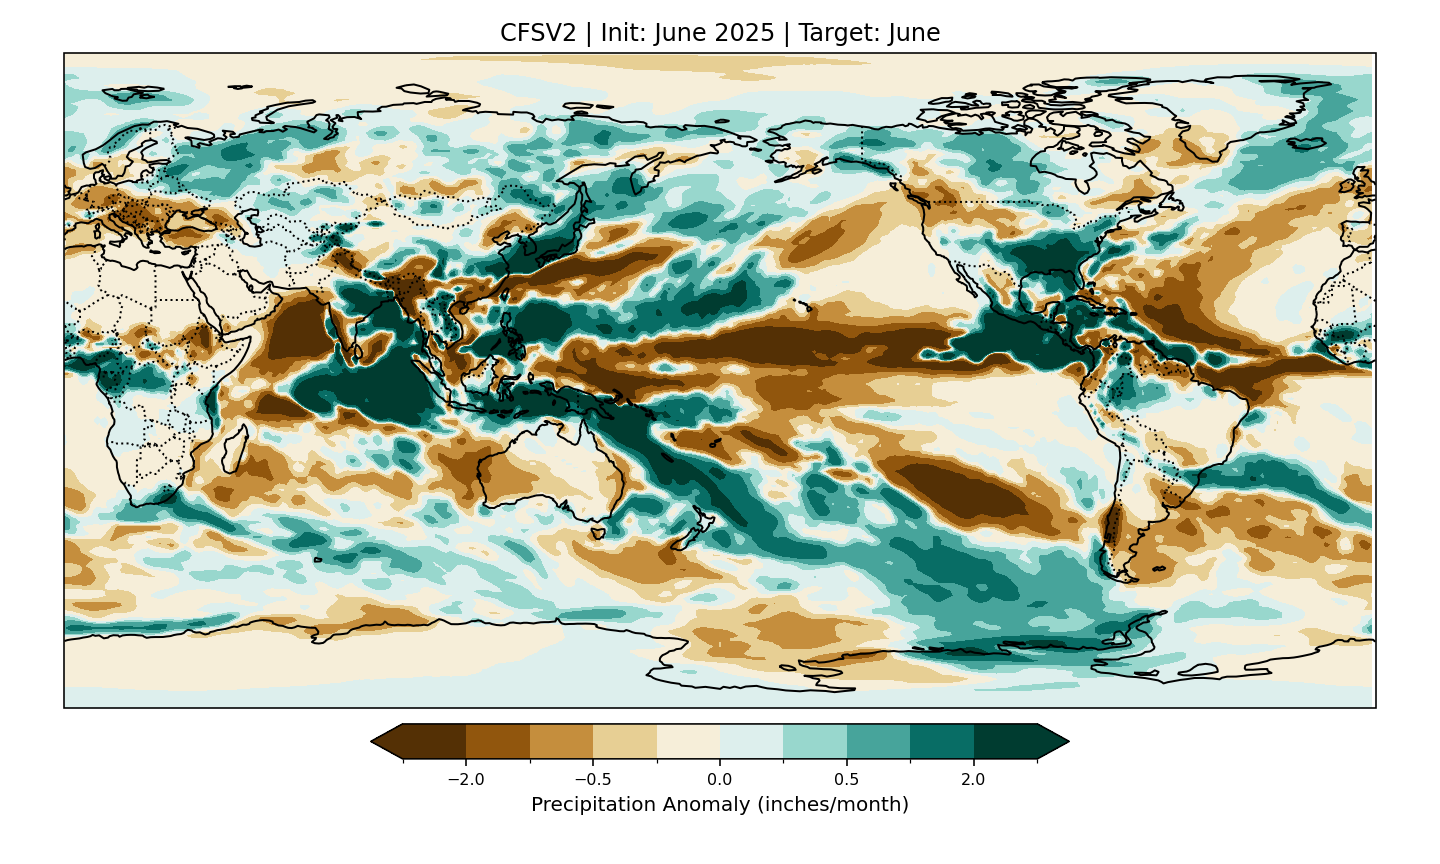 CFSV2 | Init: June 2025 | Target: June
−2.0 −0.5 0.0 0.5 2.0
Precipitation Anomaly (inches/month)